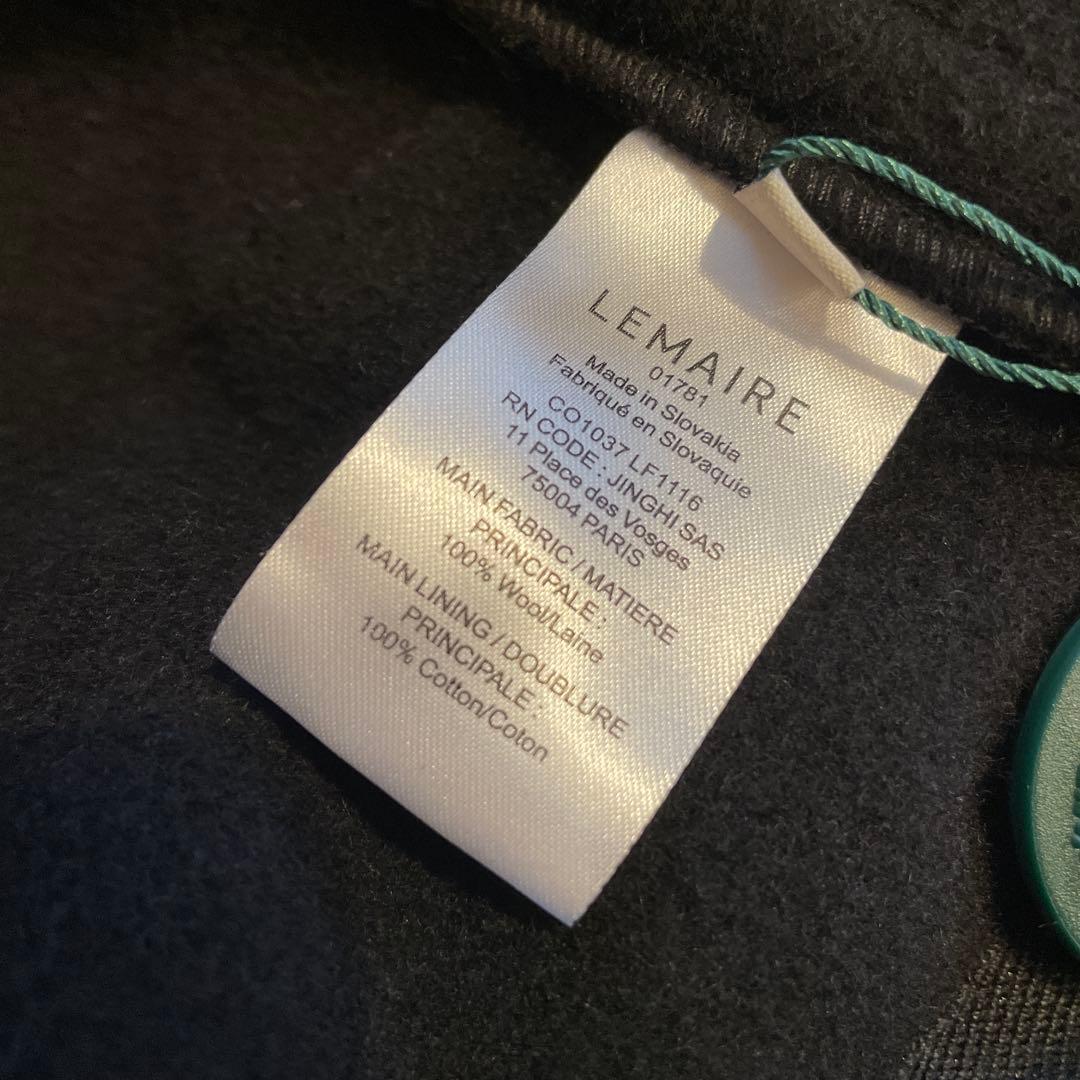 LEMAIRE
01781
Made in Slovakia
Fabriqué en Slovaquie
CO1037 LF1116
RN CODE : JINGHI SAS
11 Place des Vosges
75004 PARIS
MAIN FABRIC / MATIERE
PRINCIPALE :
100% Wool/Laine
MAIN LINING / DOUBLURE
PRINCIPALE :
100% Cotton/Coton